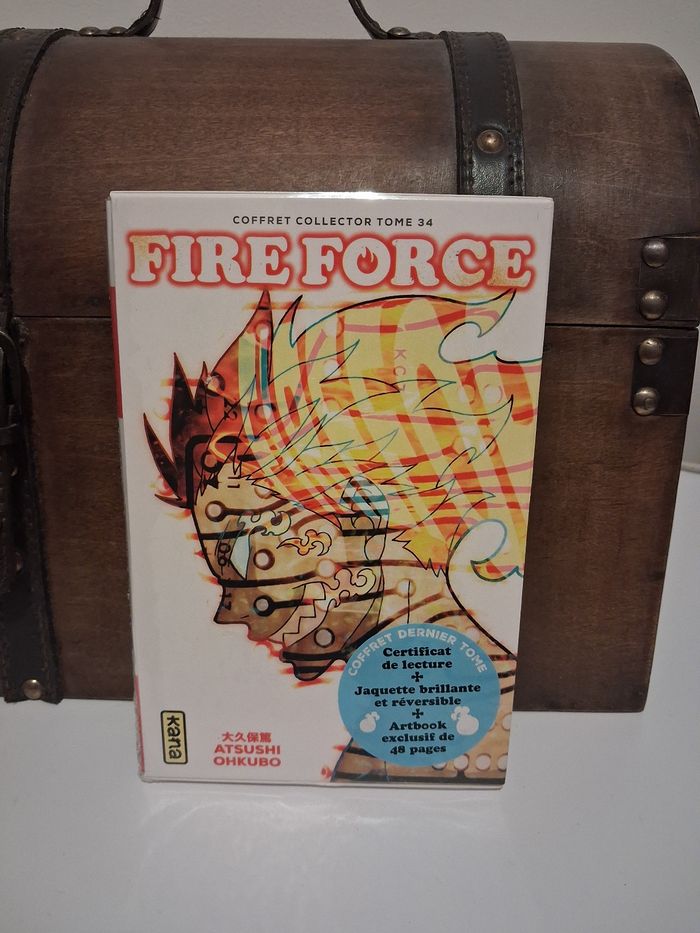 COFFRET COLLECTOR TOME 34
FIRE FORCE
COFFRET DERNIER TOME
Certificat
de lecture
+
Jaquette brillante
et réversible
+
Artbook
exclusif de
48 pages
kana
大久保篤
ATSUSHI
OHKUBO